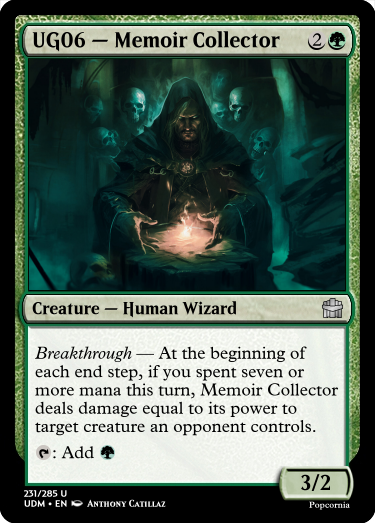 UG06 — Memoir Collector 2
Creature — Human Wizard
Breakthrough — At the beginning of
each end step, if you spent seven or
more mana this turn, Memoir Collector
deals damage equal to its power to
target creature an opponent controls.
: Add
3/2
231/285 U
UDM • EN Anthony Catillaz
Popcornia